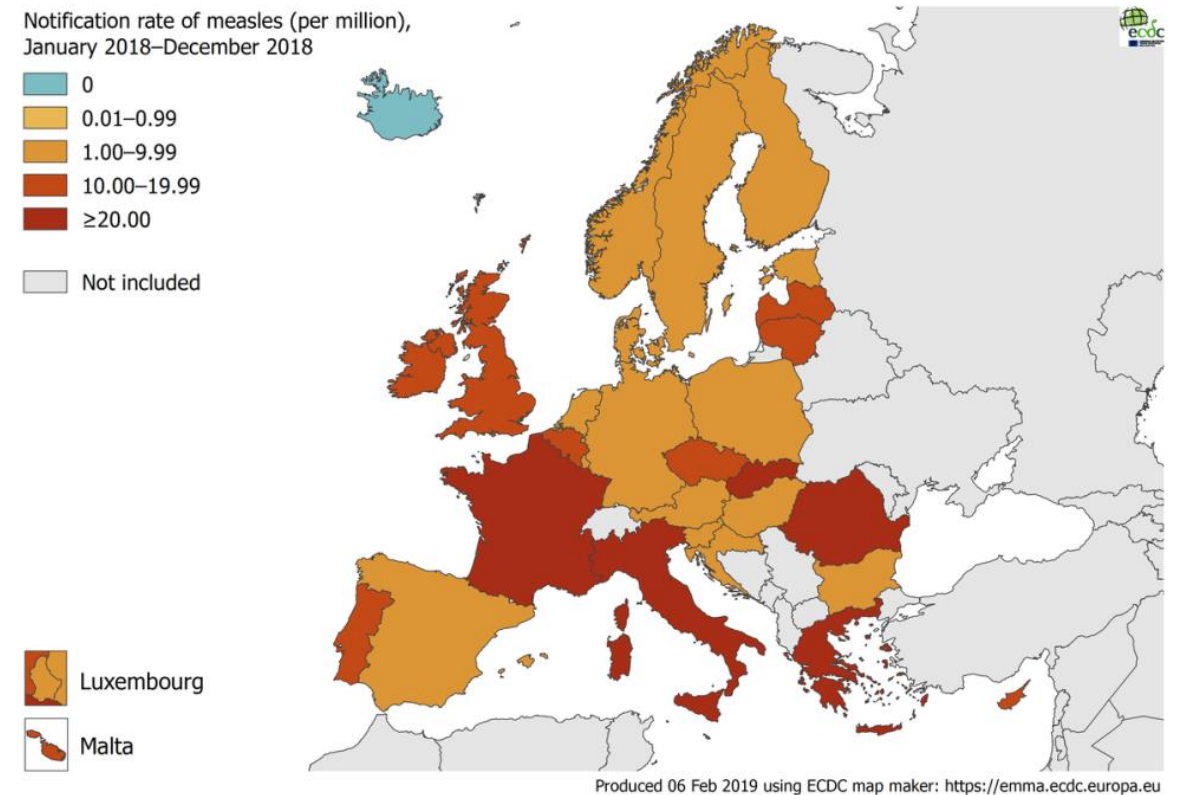 Notification rate of measles (per million),
January 2018–December 2018
0
0.01–0.99
1.00–9.99
10.00–19.99
≥20.00
Not included
ecdc
Luxembourg
Malta
Produced 06 Feb 2019 using ECDC map maker: https://emma.ecdc.europa.eu